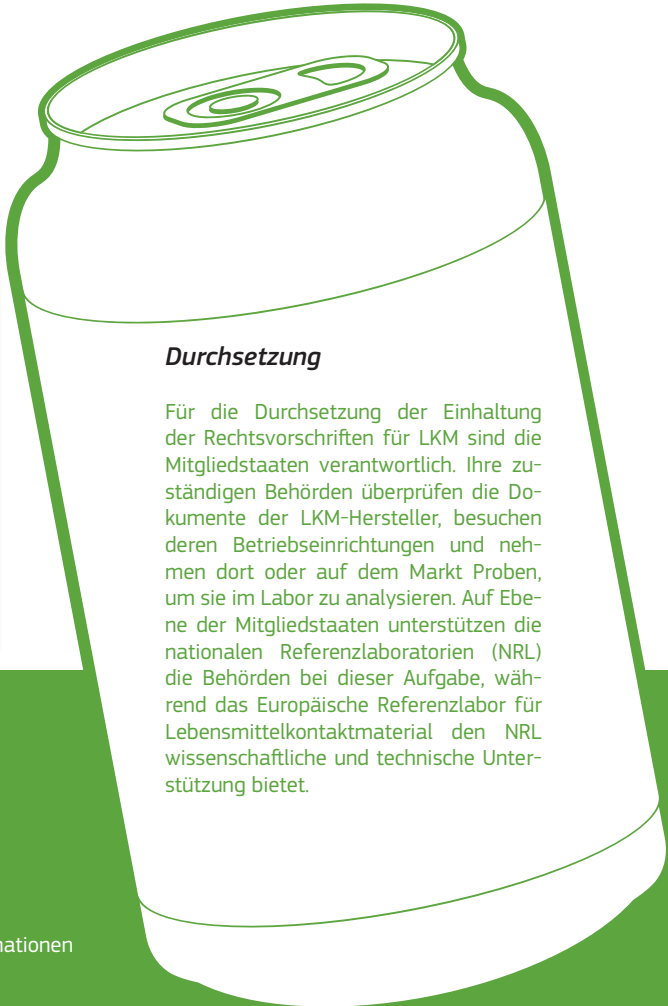 Durchsetzung
Für die Durchsetzung der Einhaltung
der Rechtsvorschriften für LKM sind die
Mitgliedstaaten verantwortlich. Ihre zu-
ständigen Behörden überprüfen die Do-
kumente der LKM-Hersteller, besuchen
deren Betriebseinrichtungen und neh-
men dort oder auf dem Markt Proben,
um sie im Labor zu analysieren. Auf Ebe-
ne der Mitgliedstaaten unterstützen die
nationalen Referenzlaboratorien (NRL)
die Behörden bei dieser Aufgabe, wäh-
rend das Europäische Referenzlabor für
Lebensmittelkontaktmaterial den NRL
wissenschaftliche und technische Unter-
stützung bietet.